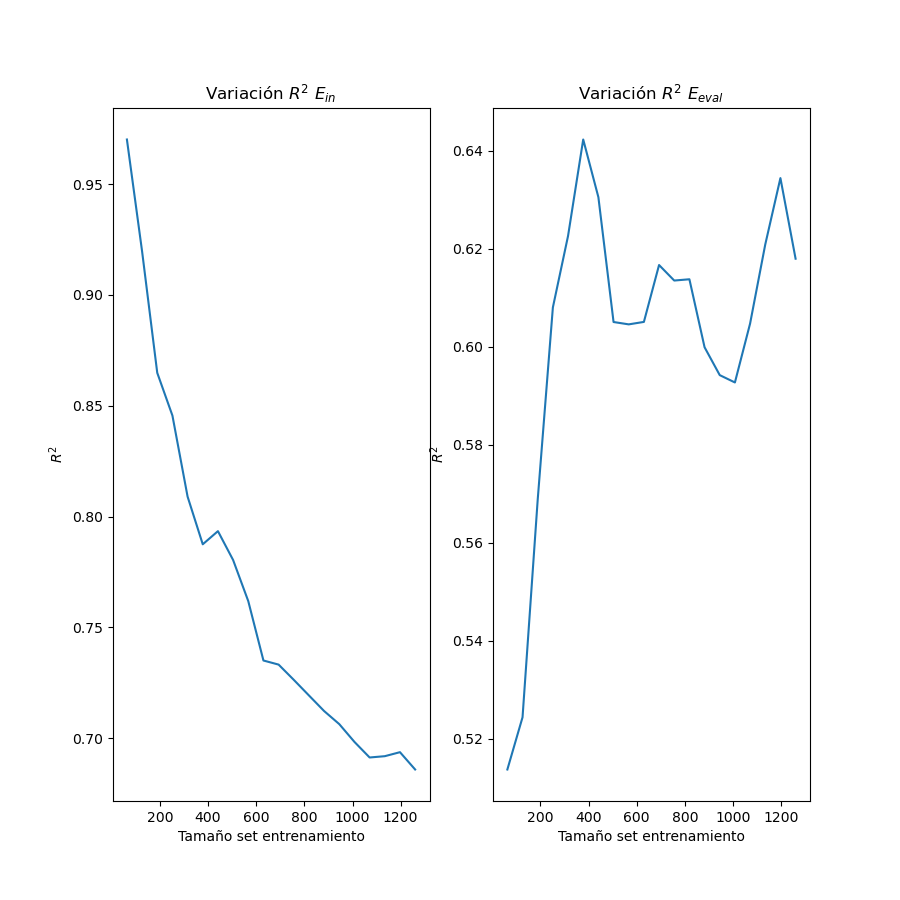 Variación R² E_in
0.95
0.90
0.85
0.80
0.75
0.70
R²
200 400 600 800 1000 1200
Tamaño set entrenamiento
Variación R² E_eval
0.64
0.62
0.60
0.58
0.56
0.54
0.52
R²
200 400 600 800 1000 1200
Tamaño set entrenamiento